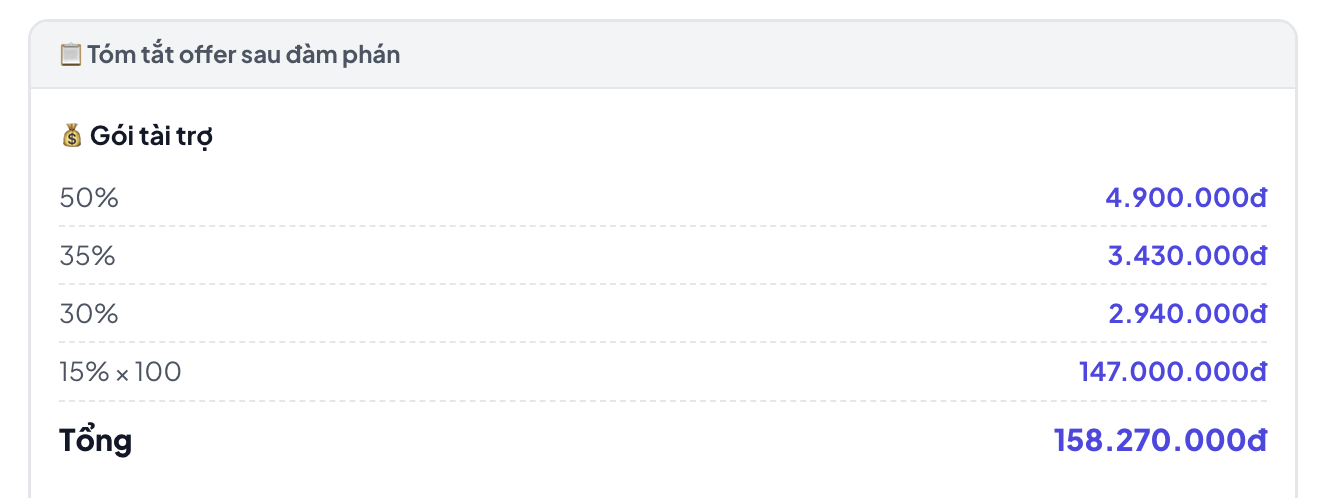 📋 Tóm tắt offer sau đàm phán
💰 Gói tài trợ
50% 4.900.000đ
35% 3.430.000đ
30% 2.940.000đ
15% × 100 147.000.000đ
Tổng 158.270.000đ